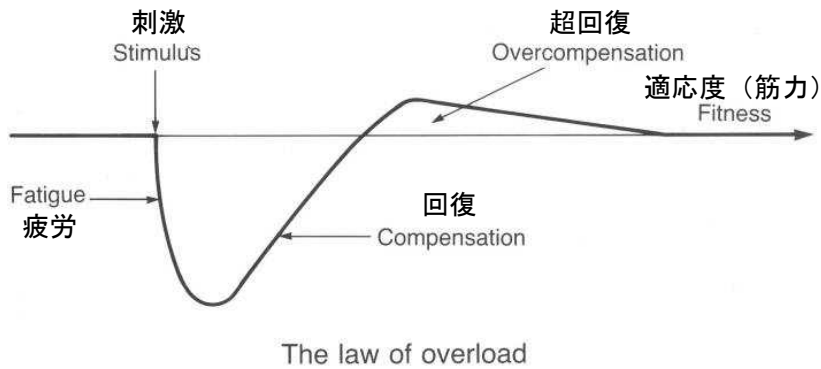 刺激
Stimulus
超回復
Overcompensation
適応度（筋力）
Fitness
Fatigue
疲労
回復
Compensation
The law of overload